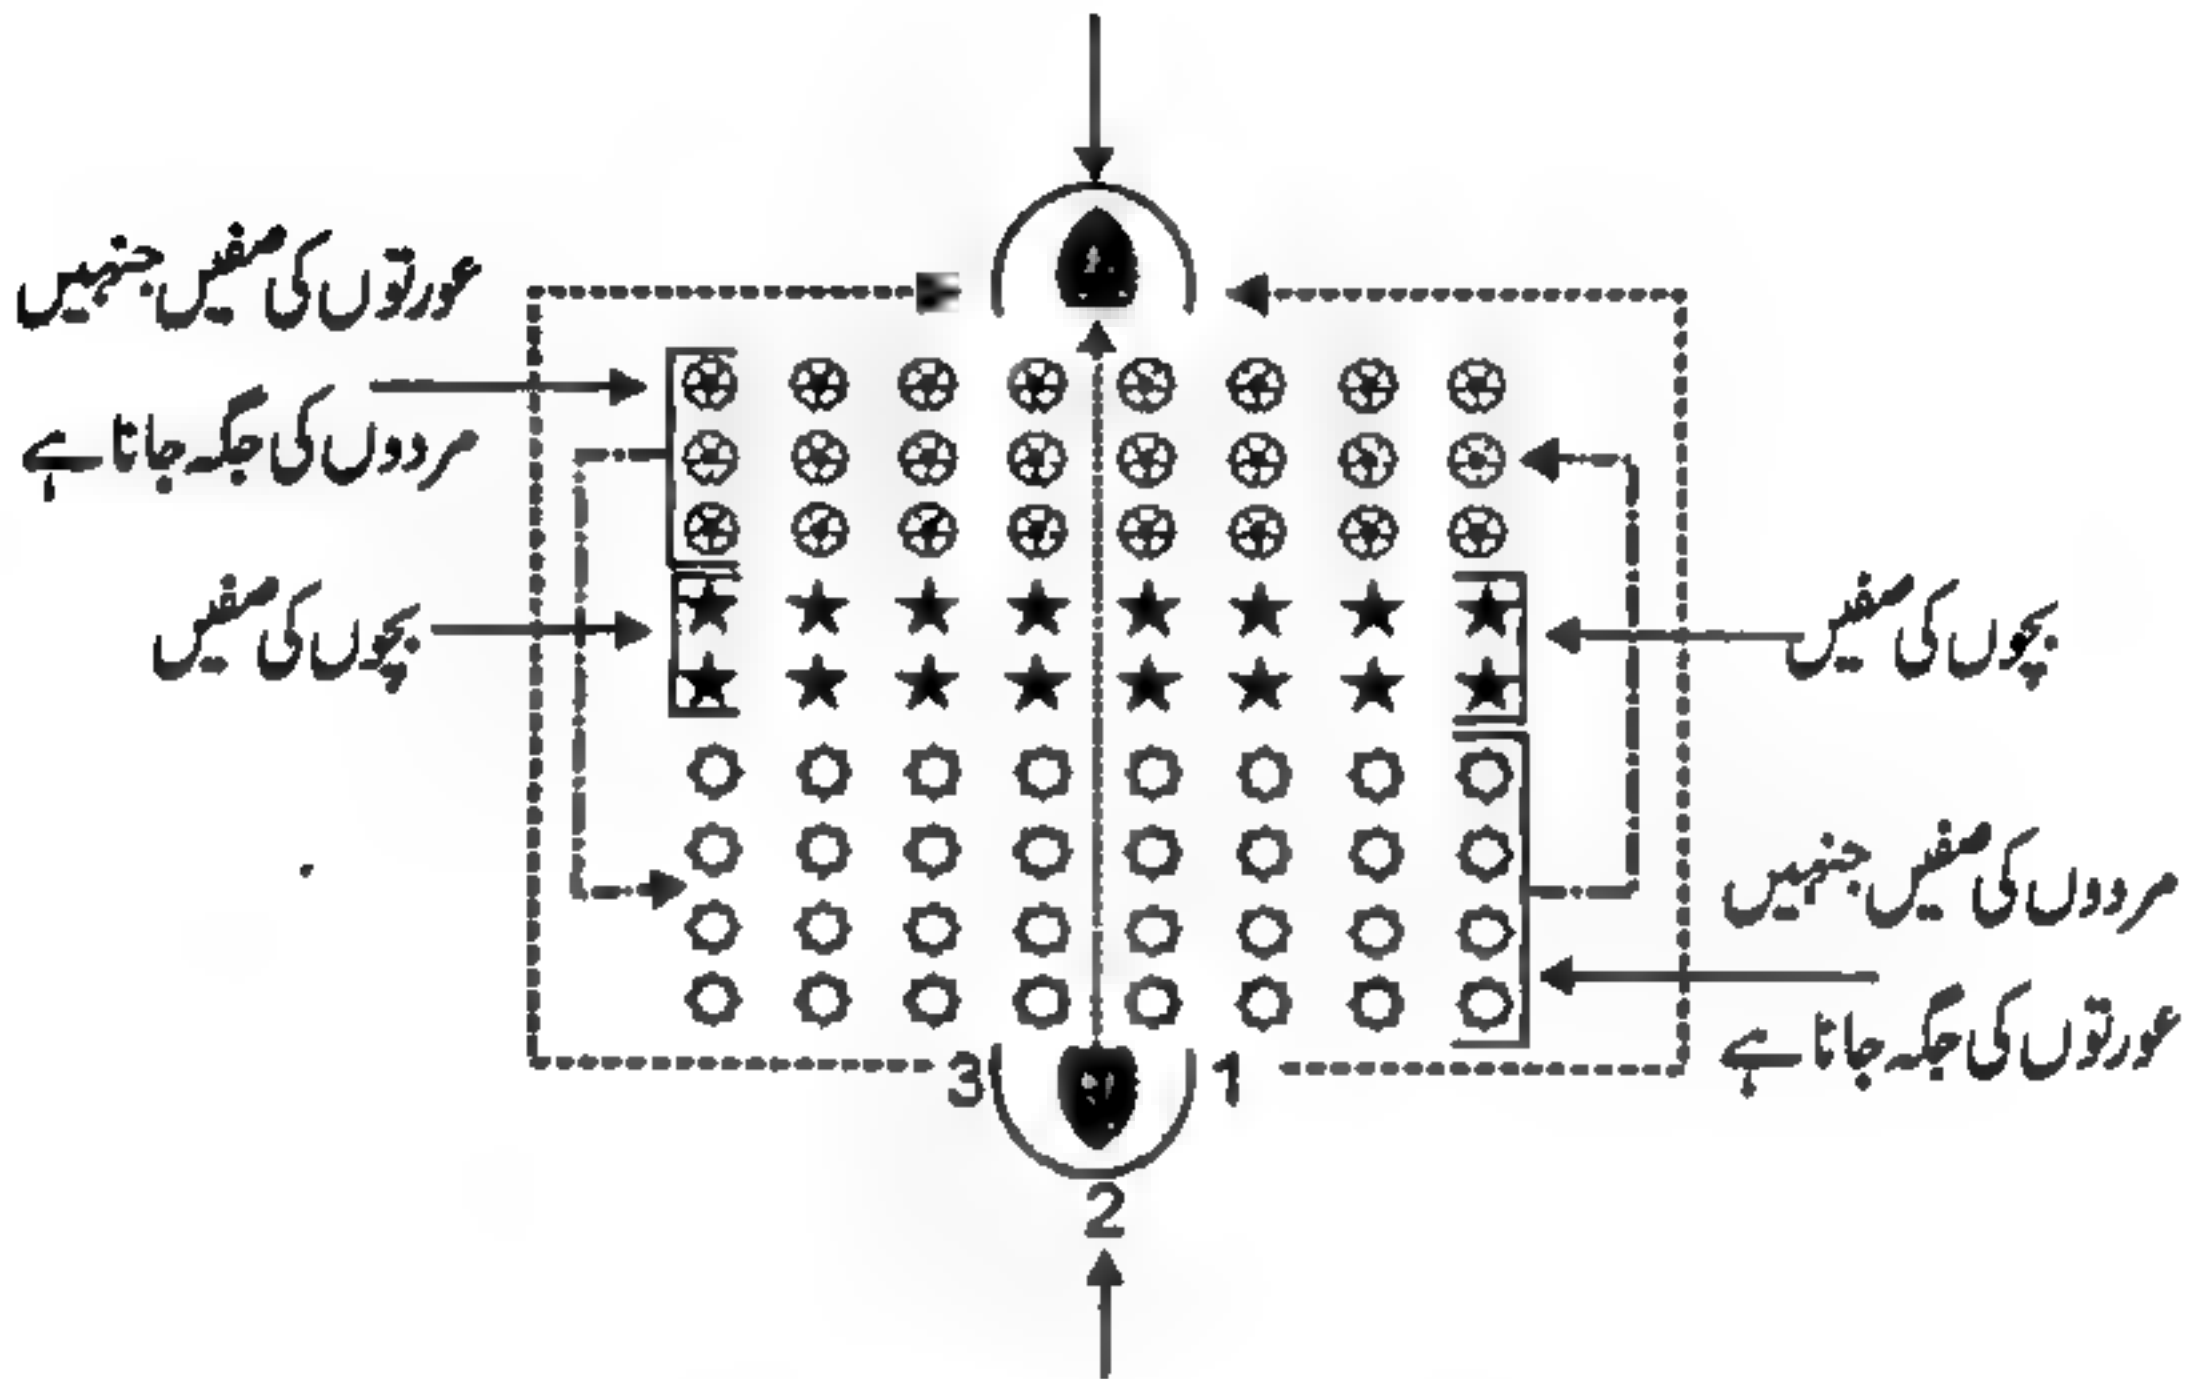 عورتوں کی صفیں جنہیں
مردوں کی جگہ جانا ہے
بچوں کی صفیں
بچوں کی صفیں
مردوں کی صفیں جنہیں
عورتوں کی جگہ جانا ہے
3
1
2